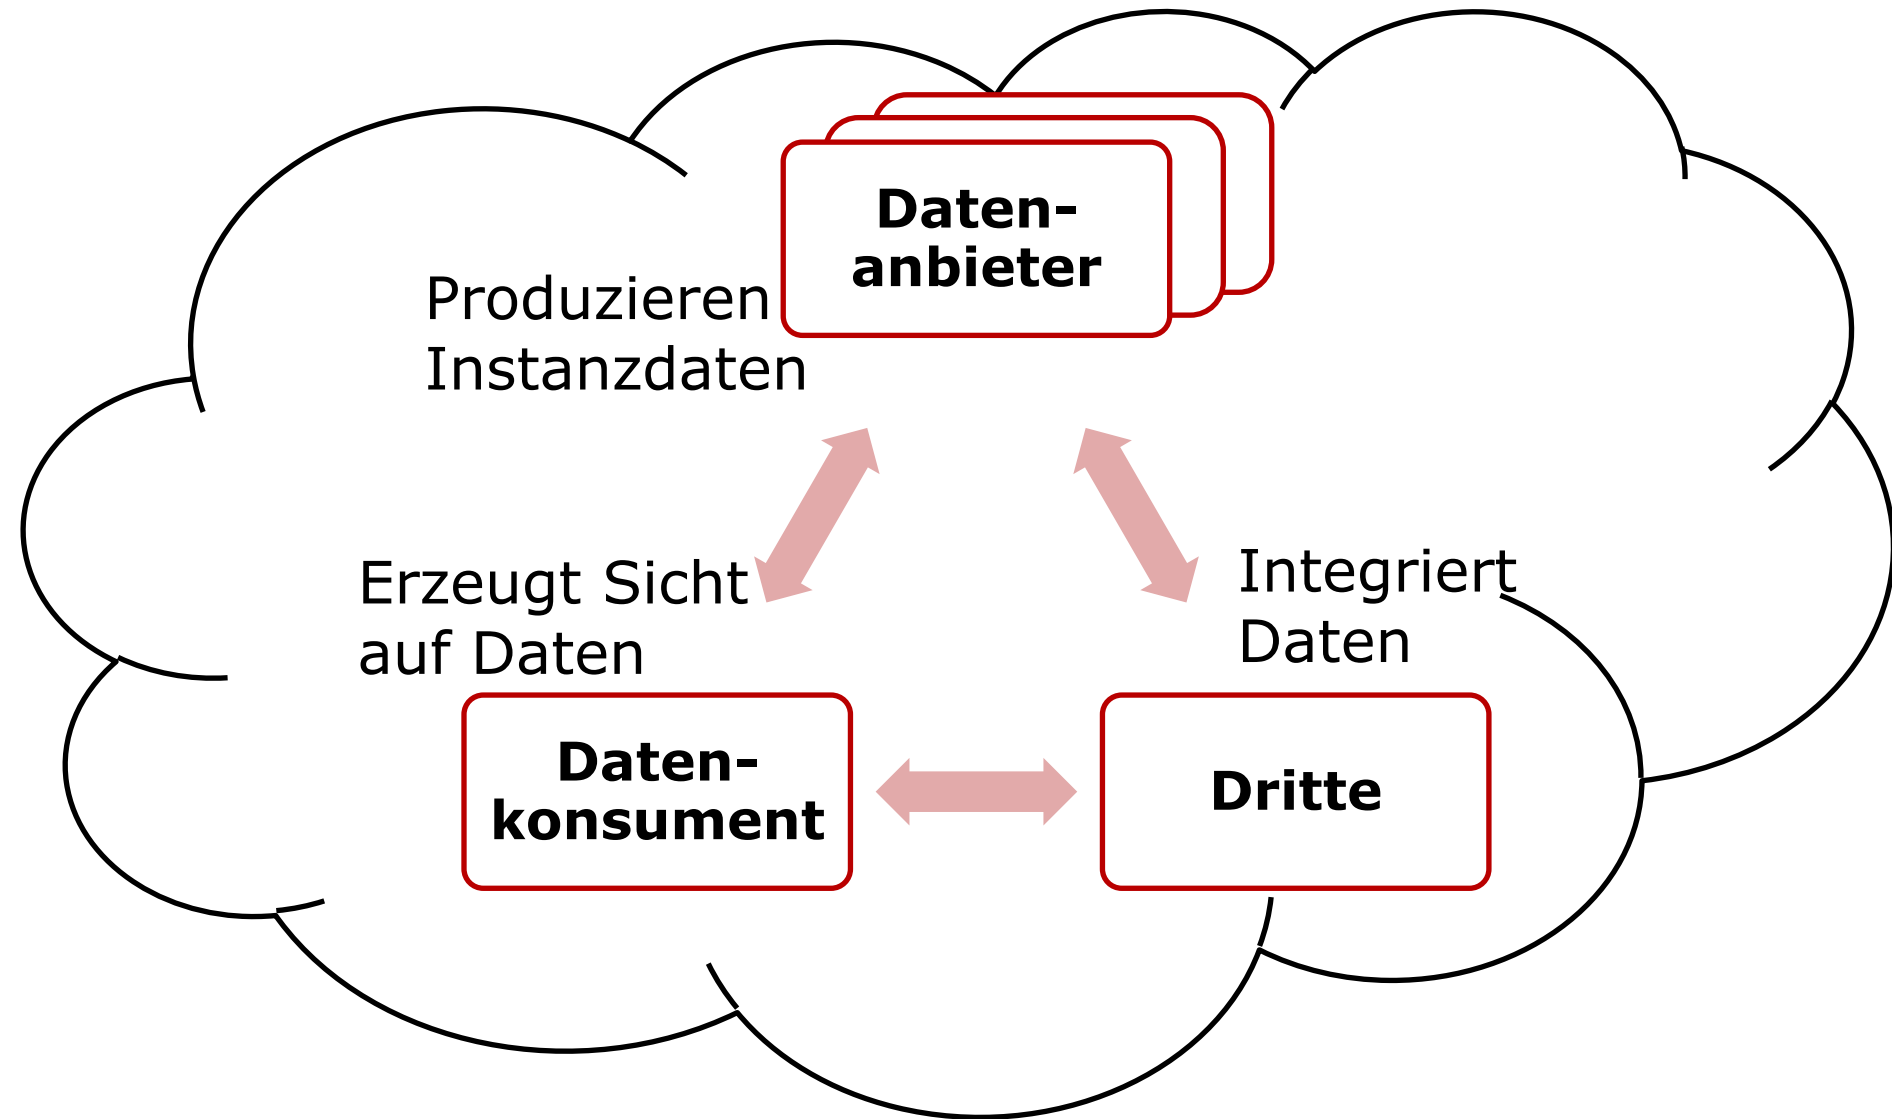 Daten-
anbieter
Produzieren
Instanzdaten
Erzeugt Sicht
auf Daten
Integriert
Daten
Daten-
konsument
Dritte